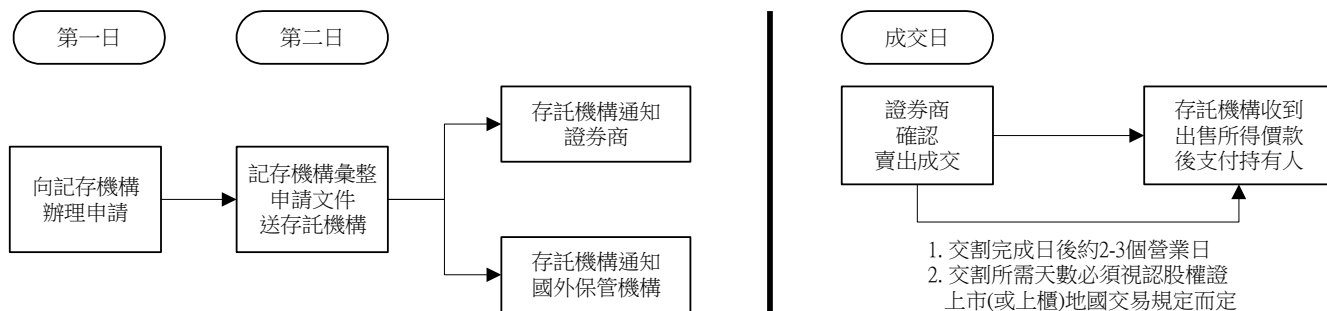 第一日
第二日
成交日
向記存機構
辦理申請
記存機構彙整
申請文件
送存託機構
存託機構通知
證券商
存託機構通知
國外保管機構
證券商
確認
賣出成交
存託機構收到
出售所得價款
後支付持有人
1. 交割完成日後約2-3個營業日
2. 交割所需天數必須視認股權證
上市(或上櫃)地國交易規定而定